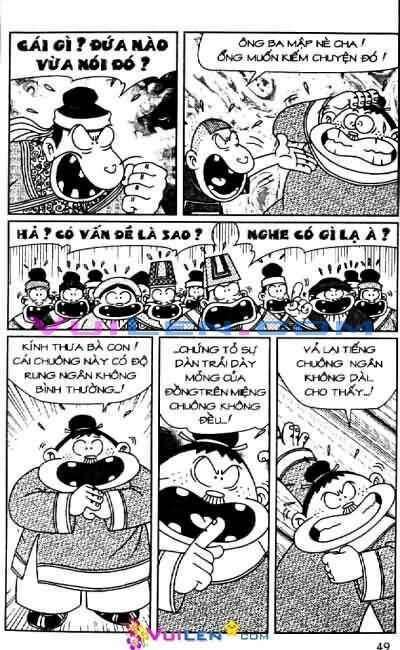 CÁI GÌ? ĐỨA NÀO
VỪA NÓI ĐÓ?
ÔNG BA MẬP NÈ CHA!
ỔNG MUỐN KIẾM CHUYỆN ĐÓ!
HẢ? CÓ VẤN ĐỀ LÀ SAO?
NGHE CÓ GÌ LẠ À?
VUILEN.COM
KÍNH THƯA BÀ CON!
CÁI CHUÔNG NÀY CÓ ĐỘ
RUNG NGÂN KHÔNG
BÌNH THƯỜNG...!
...CHỨNG TỎ SỰ
DÀN TRẢI DÀY
MỎNG CỦA
ĐỒNG TRÊN MIỆNG
CHUÔNG KHÔNG
ĐỀU...!
VẢ LẠI TIẾNG
CHUÔNG NGÂN
KHÔNG DÀI,
CHO THẤY...!
VUILEN.COM
49